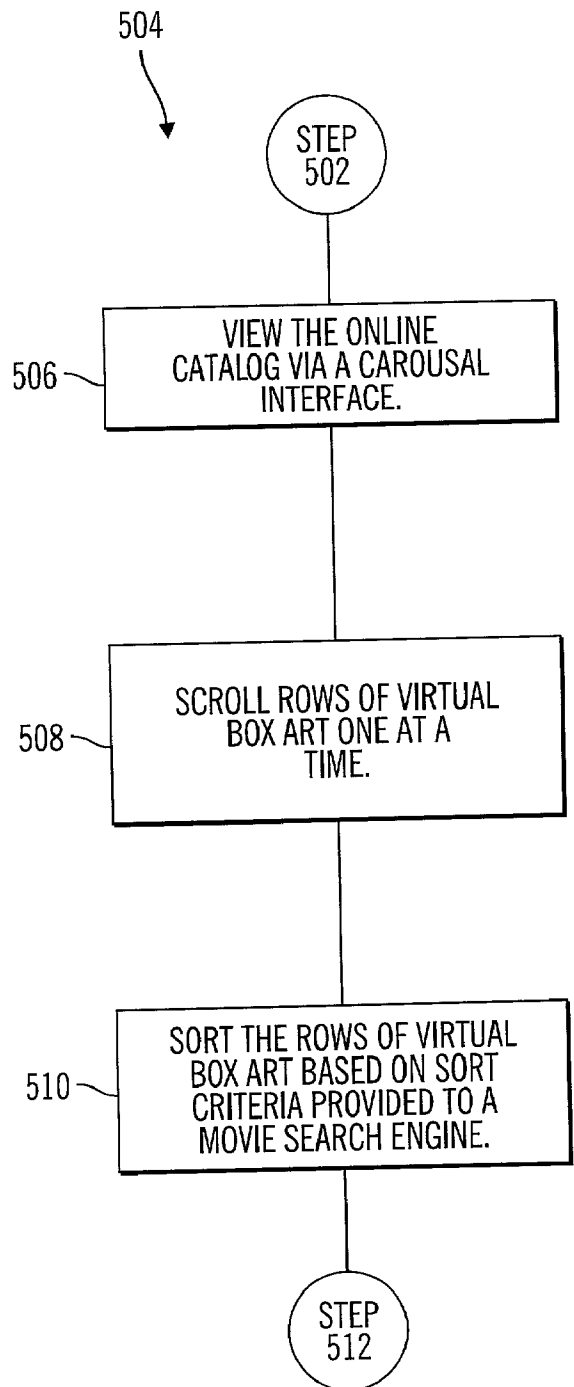 504
STEP
502
VIEW THE ONLINE
CATALOG VIA A CAROUSAL
INTERFACE.
506
SCROLL ROWS OF VIRTUAL
BOX ART ONE AT A
TIME.
508
SORT THE ROWS OF VIRTUAL
BOX ART BASED ON SORT
CRITERIA PROVIDED TO A
MOVIE SEARCH ENGINE.
510
STEP
512